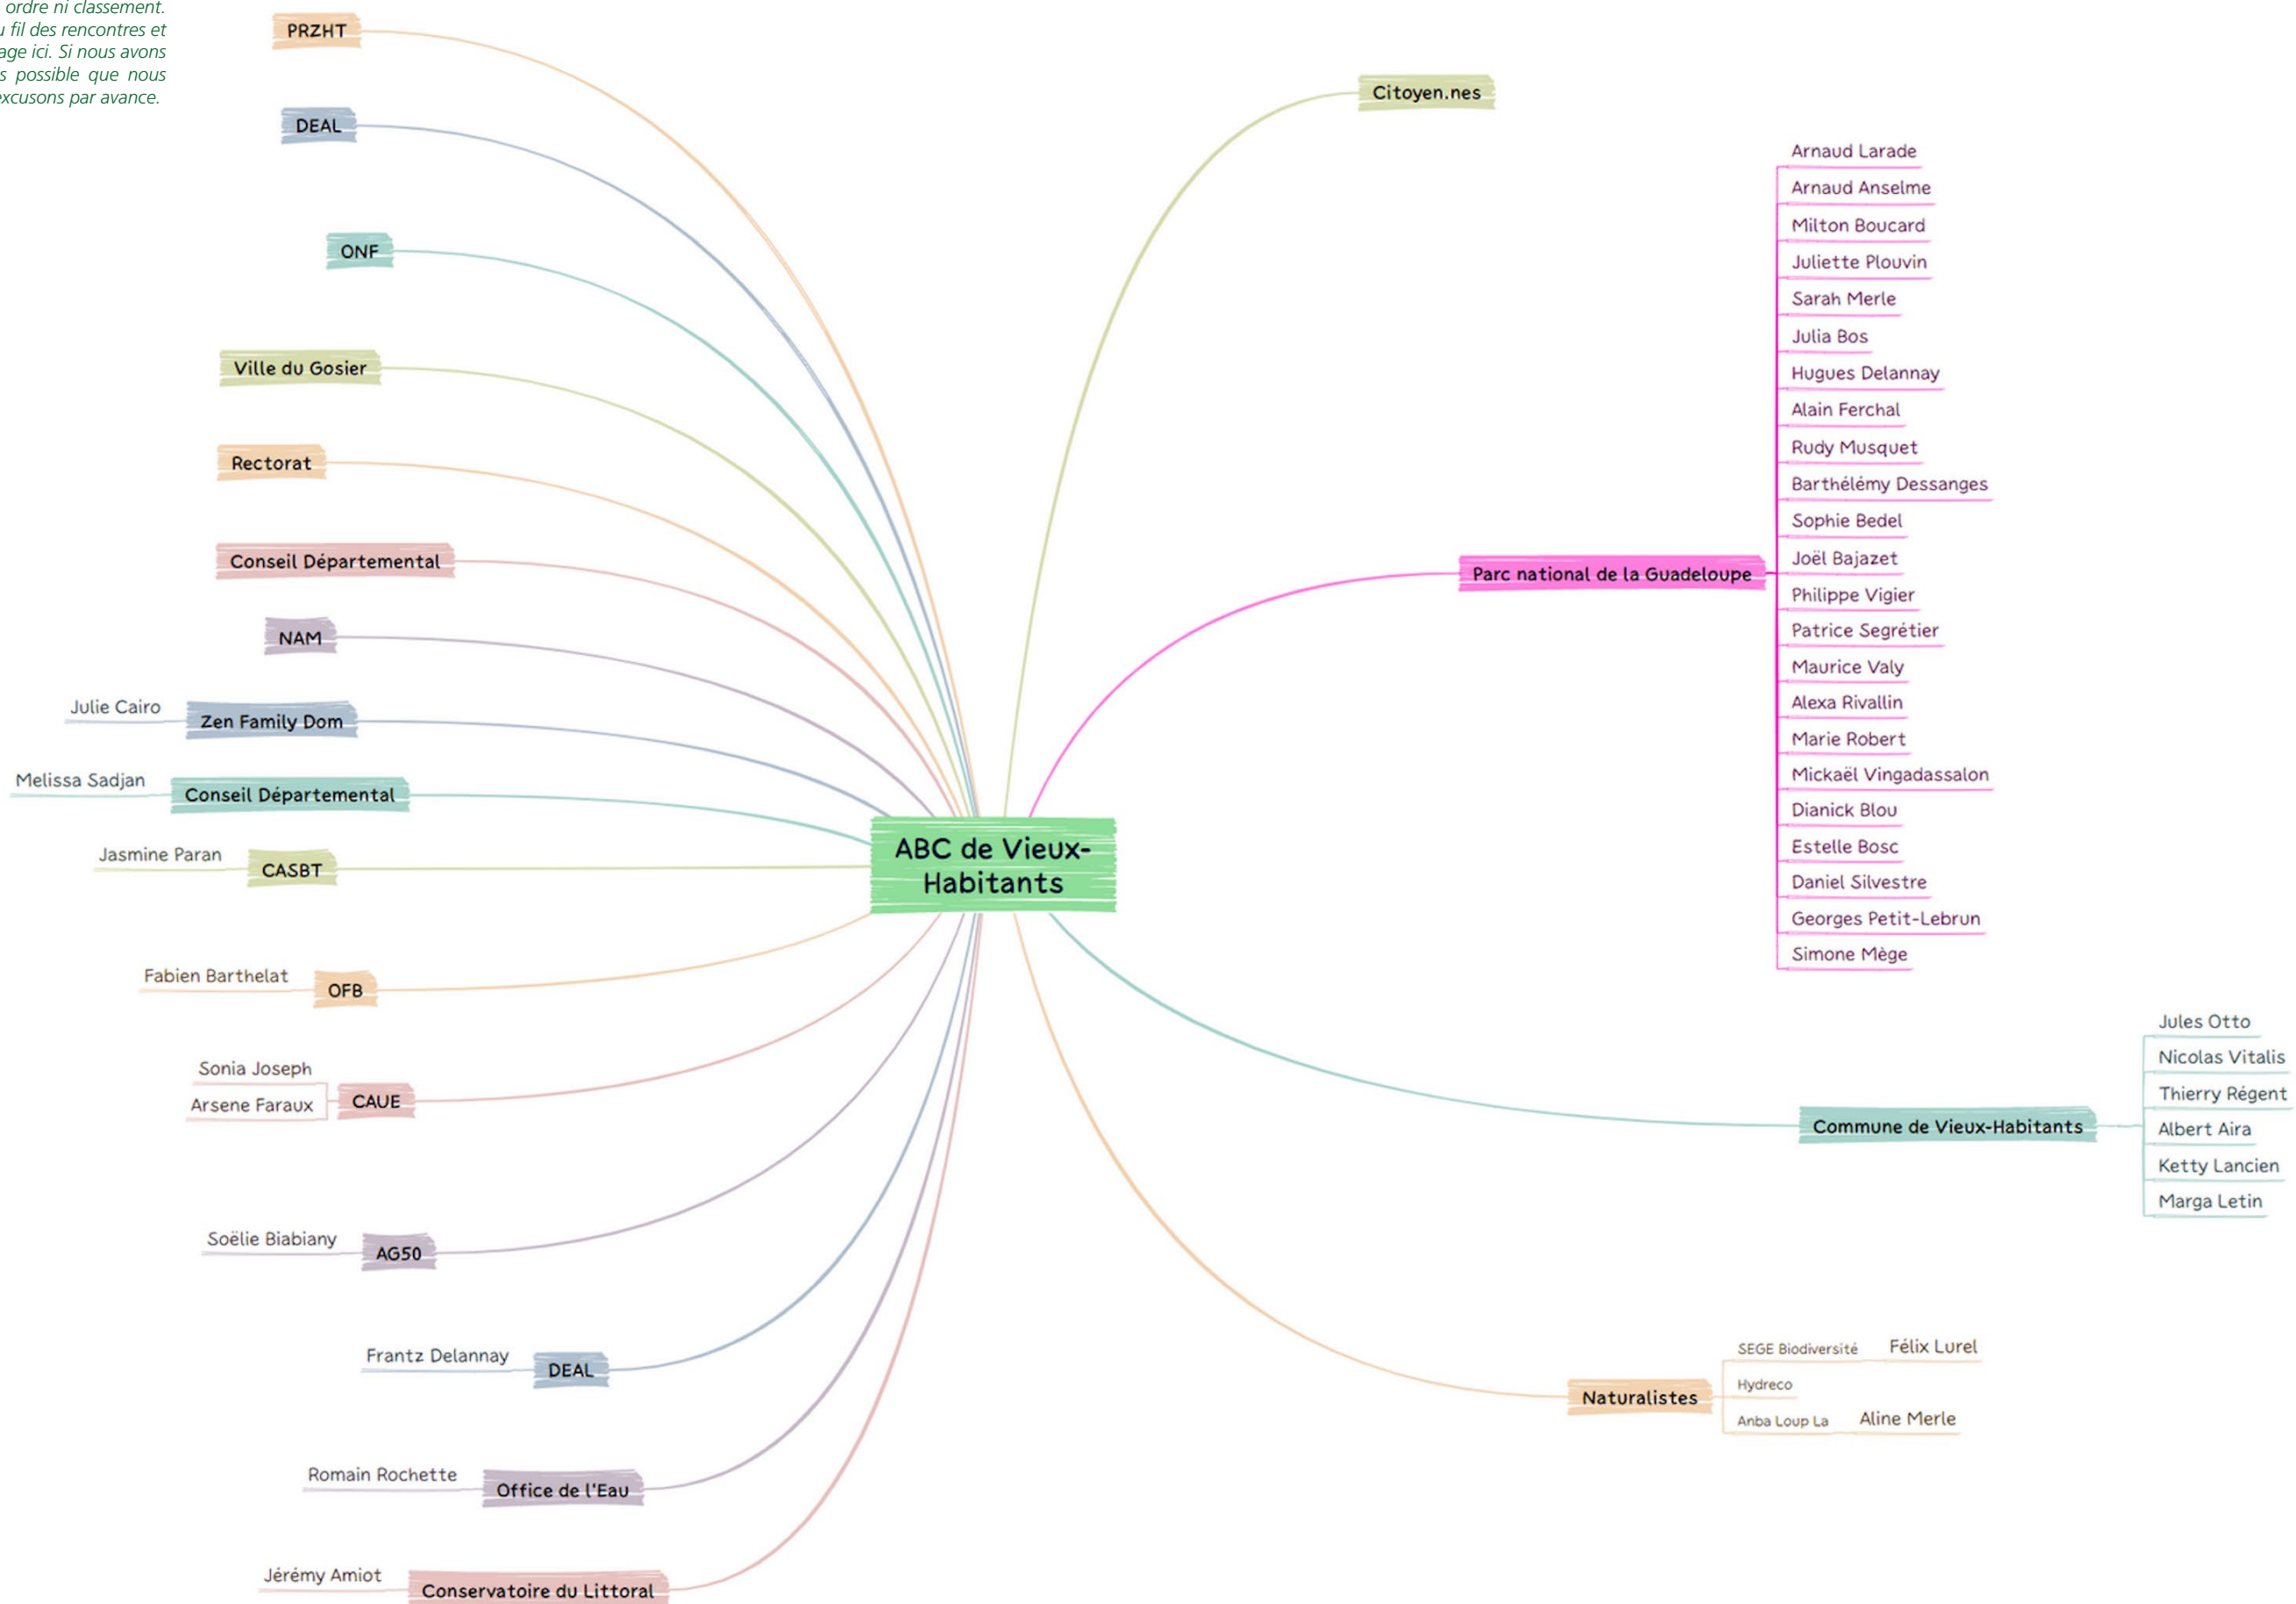 ordre ni classement.
fil des rencontres et
ici. Si nous avons
possible que nous
excusons par avance.
PRZHT
DEAL
ONF
Ville du Gosier
Rectorat
Conseil Départemental
NAM
Julie Cairo Zen Family Dom
Melissa Sadjan Conseil Départemental
Jasmine Paran CASBT
Fabien Barthelat OFB
Sonia Joseph
Arsene Faraux
CAUE
Soëlie Biabiany AG50
Frantz Delannay DEAL
Romain Rochette Office de l'Eau
Jérémy Amiot Conservatoire du Littoral
ABC de Vieux-
Habitants
Citoyen.nes
Parc national de la Guadeloupe
Arnaud Larade
Arnaud Anselme
Milton Boucard
Juliette Plouvin
Sarah Merle
Julia Bos
Hugues Delannay
Alain Ferchal
Rudy Musquet
Barthélémy Dessanges
Sophie Bedel
Joël Bajazet
Philippe Vigier
Patrice Segrétier
Maurice Valy
Alexa Rivallin
Marie Robert
Mickaël Vingadassalon
Dianick Blou
Estelle Bosc
Daniel Silvestre
Georges Petit-Lebrun
Simone Mège
Commune de Vieux-Habitants
Jules Otto
Nicolas Vitalis
Thierry Régent
Albert Aira
Ketty Lancien
Marga Letin
Naturalistes
SEGE Biodiversité Félix Lurel
Hydreco
Anba Loup La Aline Merle